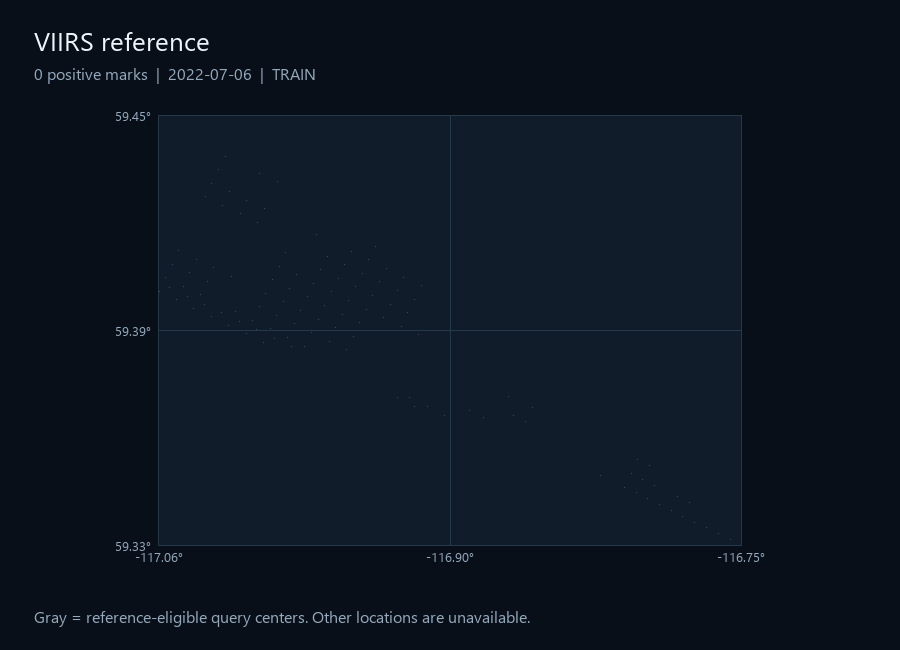 VIIRS reference
0 positive marks | 2022-07-06 | TRAIN
59.45°
59.39°
59.33°
-117.06° -116.90° -116.75°
Gray = reference-eligible query centers. Other locations are unavailable.